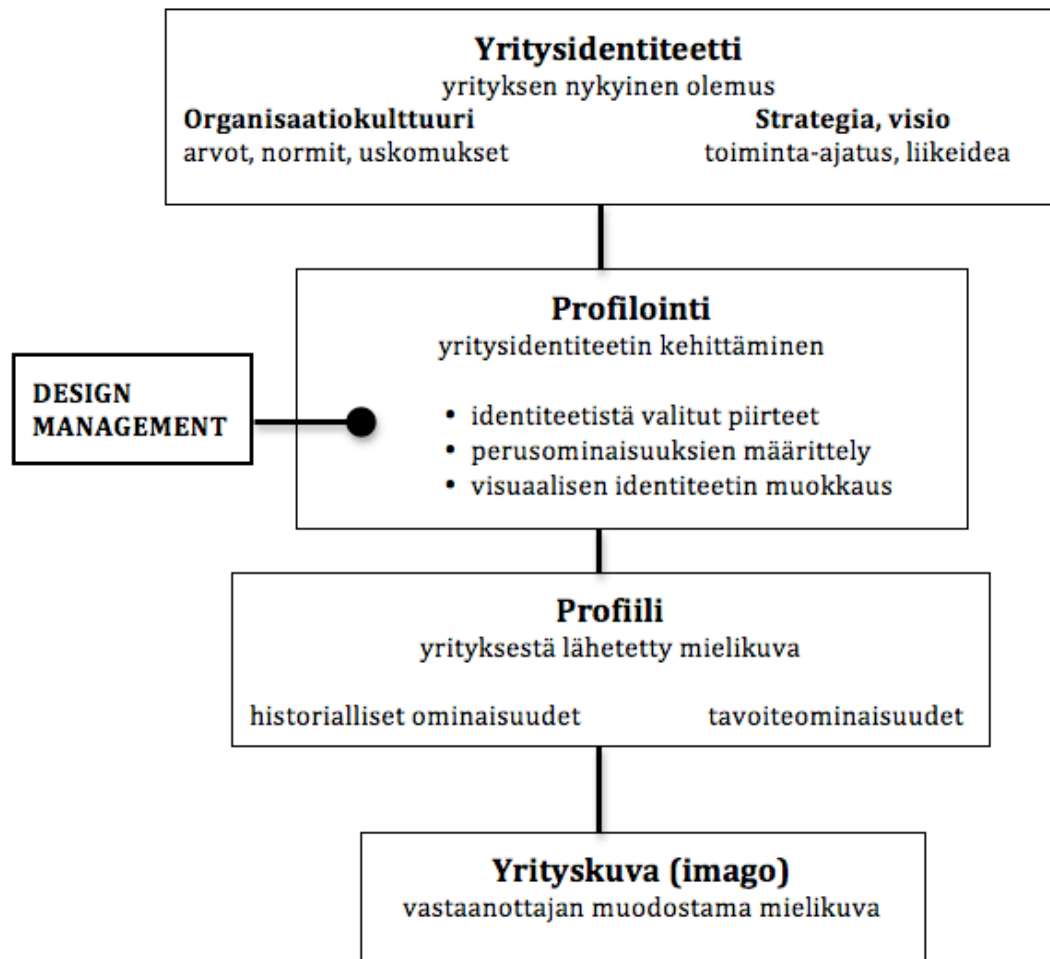 Yritysidentiteetti
yrityksen nykyinen olemus
Organisaatiokulttuuri
arvot, normit, uskomukset
Strategia, visio
toiminta-ajatus, liikeidea
Profilointi
yritysidentiteetin kehittäminen
DESIGN
MANAGEMENT
• identiteetistä valitut piirteet
• perusominaisuuksien määrittely
• visuaalisen identiteetin muokkaus
Profiili
yrityksestä lähetetty mielikuva
historialliset ominaisuudet
tavoiteominaisuudet
Yrityskuva (imago)
vastaanottajan muodostama mielikuva